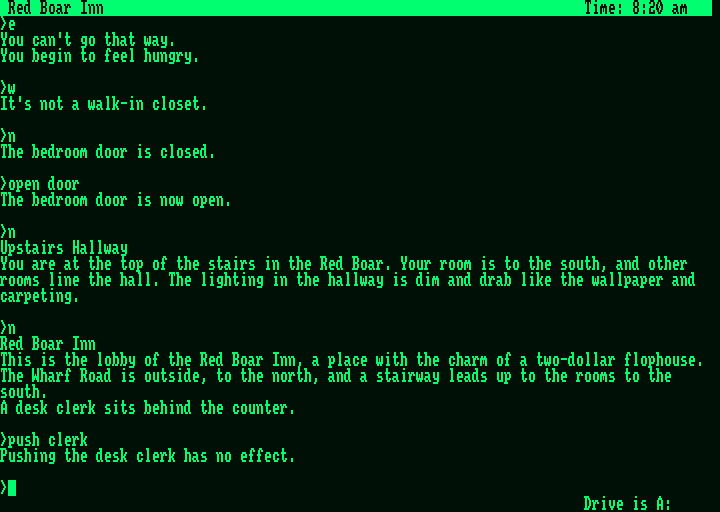 Red Boar Inn Time: 8:20 am
>e
You can't go that way.
You begin to feel hungry.
>w
It's not a walk-in closet.
>n
The bedroom door is closed.
>open door
The bedroom door is now open.
>n
Upstairs Hallway
You are at the top of the stairs in the Red Boar. Your room is to the south, and other
rooms line the hall. The lighting in the hallway is dim and drab like the wallpaper and
carpeting.
>n
Red Boar Inn
This is the lobby of the Red Boar Inn, a place with the charm of a two-dollar flophouse.
The Wharf Road is outside, to the north, and a stairway leads up to the rooms to the
south.
A desk clerk sits behind the counter.
>push clerk
Pushing the desk clerk has no effect.
>
Drive is A: